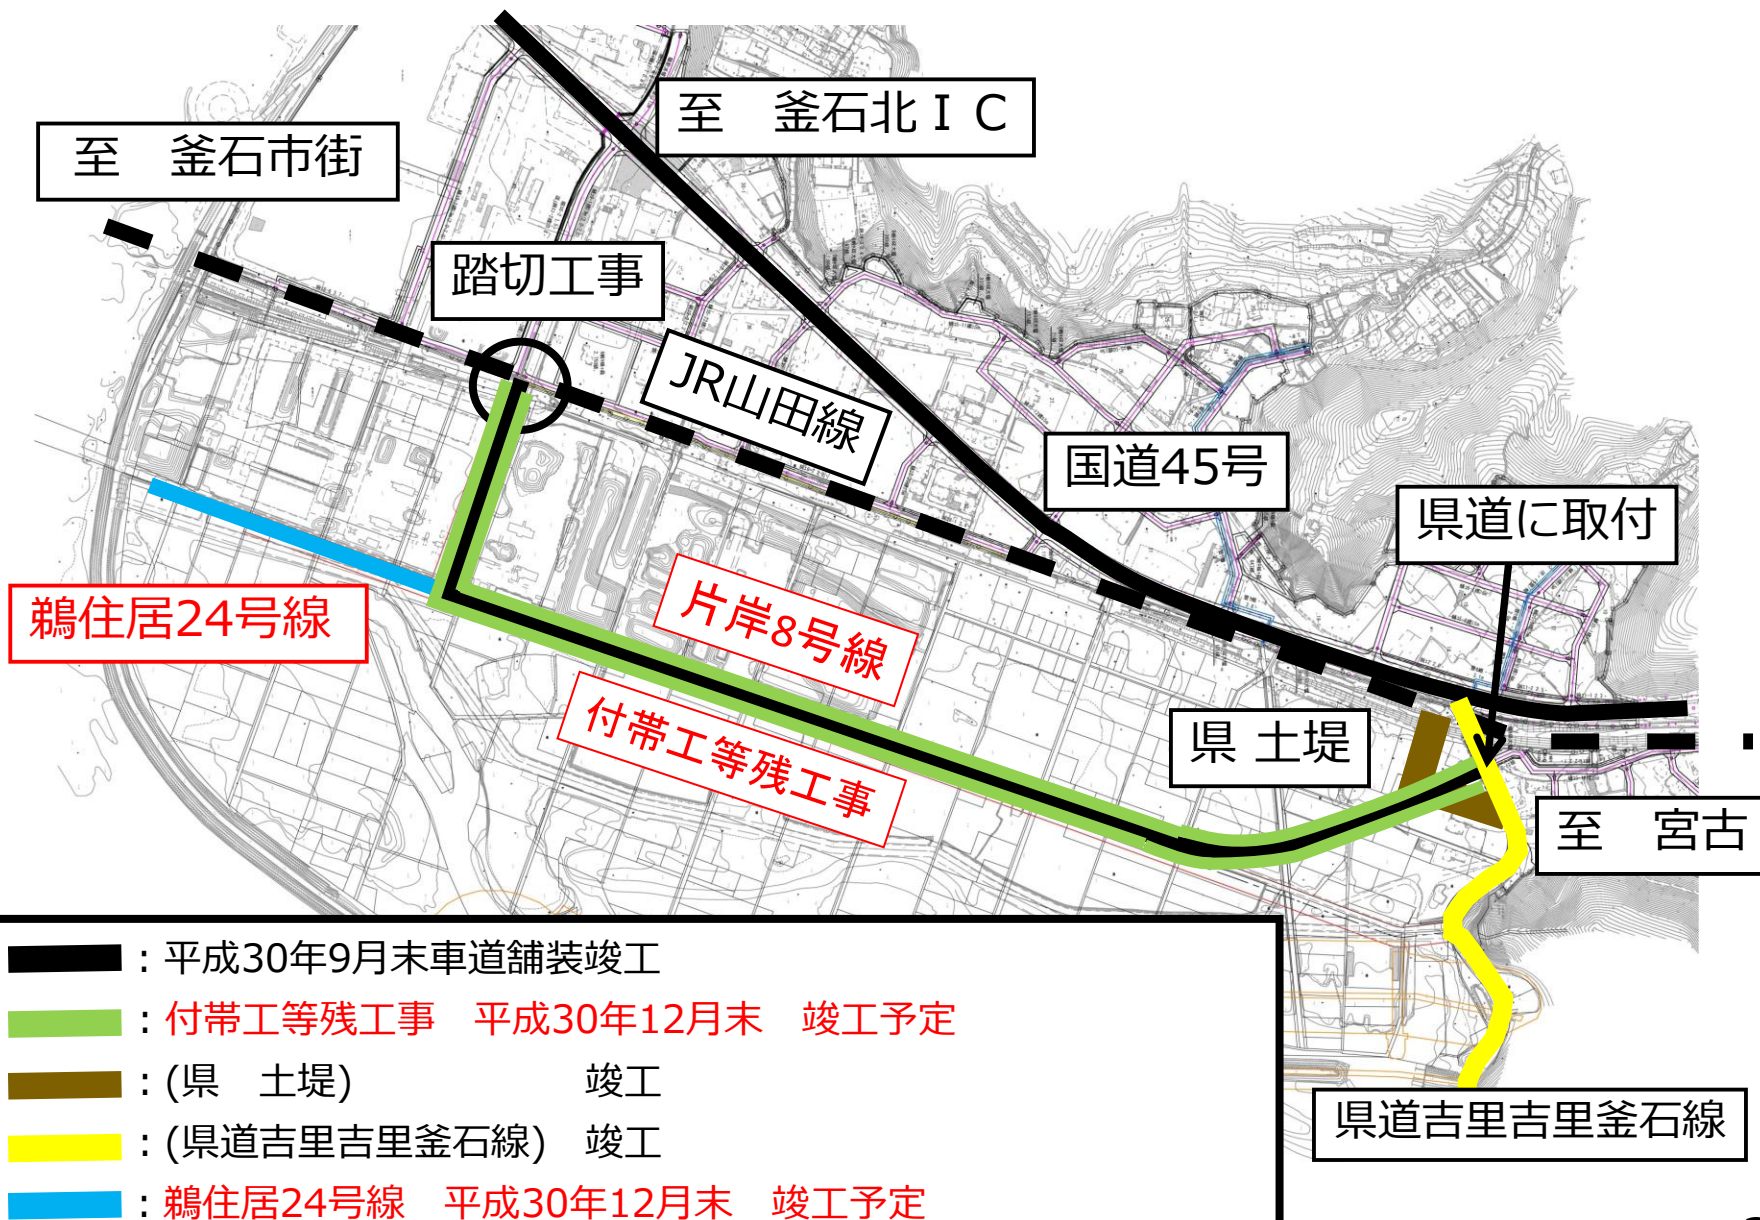 至　釜石北ＩＣ
至　釜石市街
踏切工事
JR山田線
国道45号
県道に取付
鵜住居24号線
片岸8号線
付帯工等残工事
県 土堤
至　宮古
県道吉里吉里釜石線
：平成30年9月末車道舗装竣工
：付帯工等残工事　平成30年12月末　竣工予定
：(県　土堤)　竣工
：(県道吉里吉里釜石線)　竣工
：鵜住居24号線　平成30年12月末　竣工予定